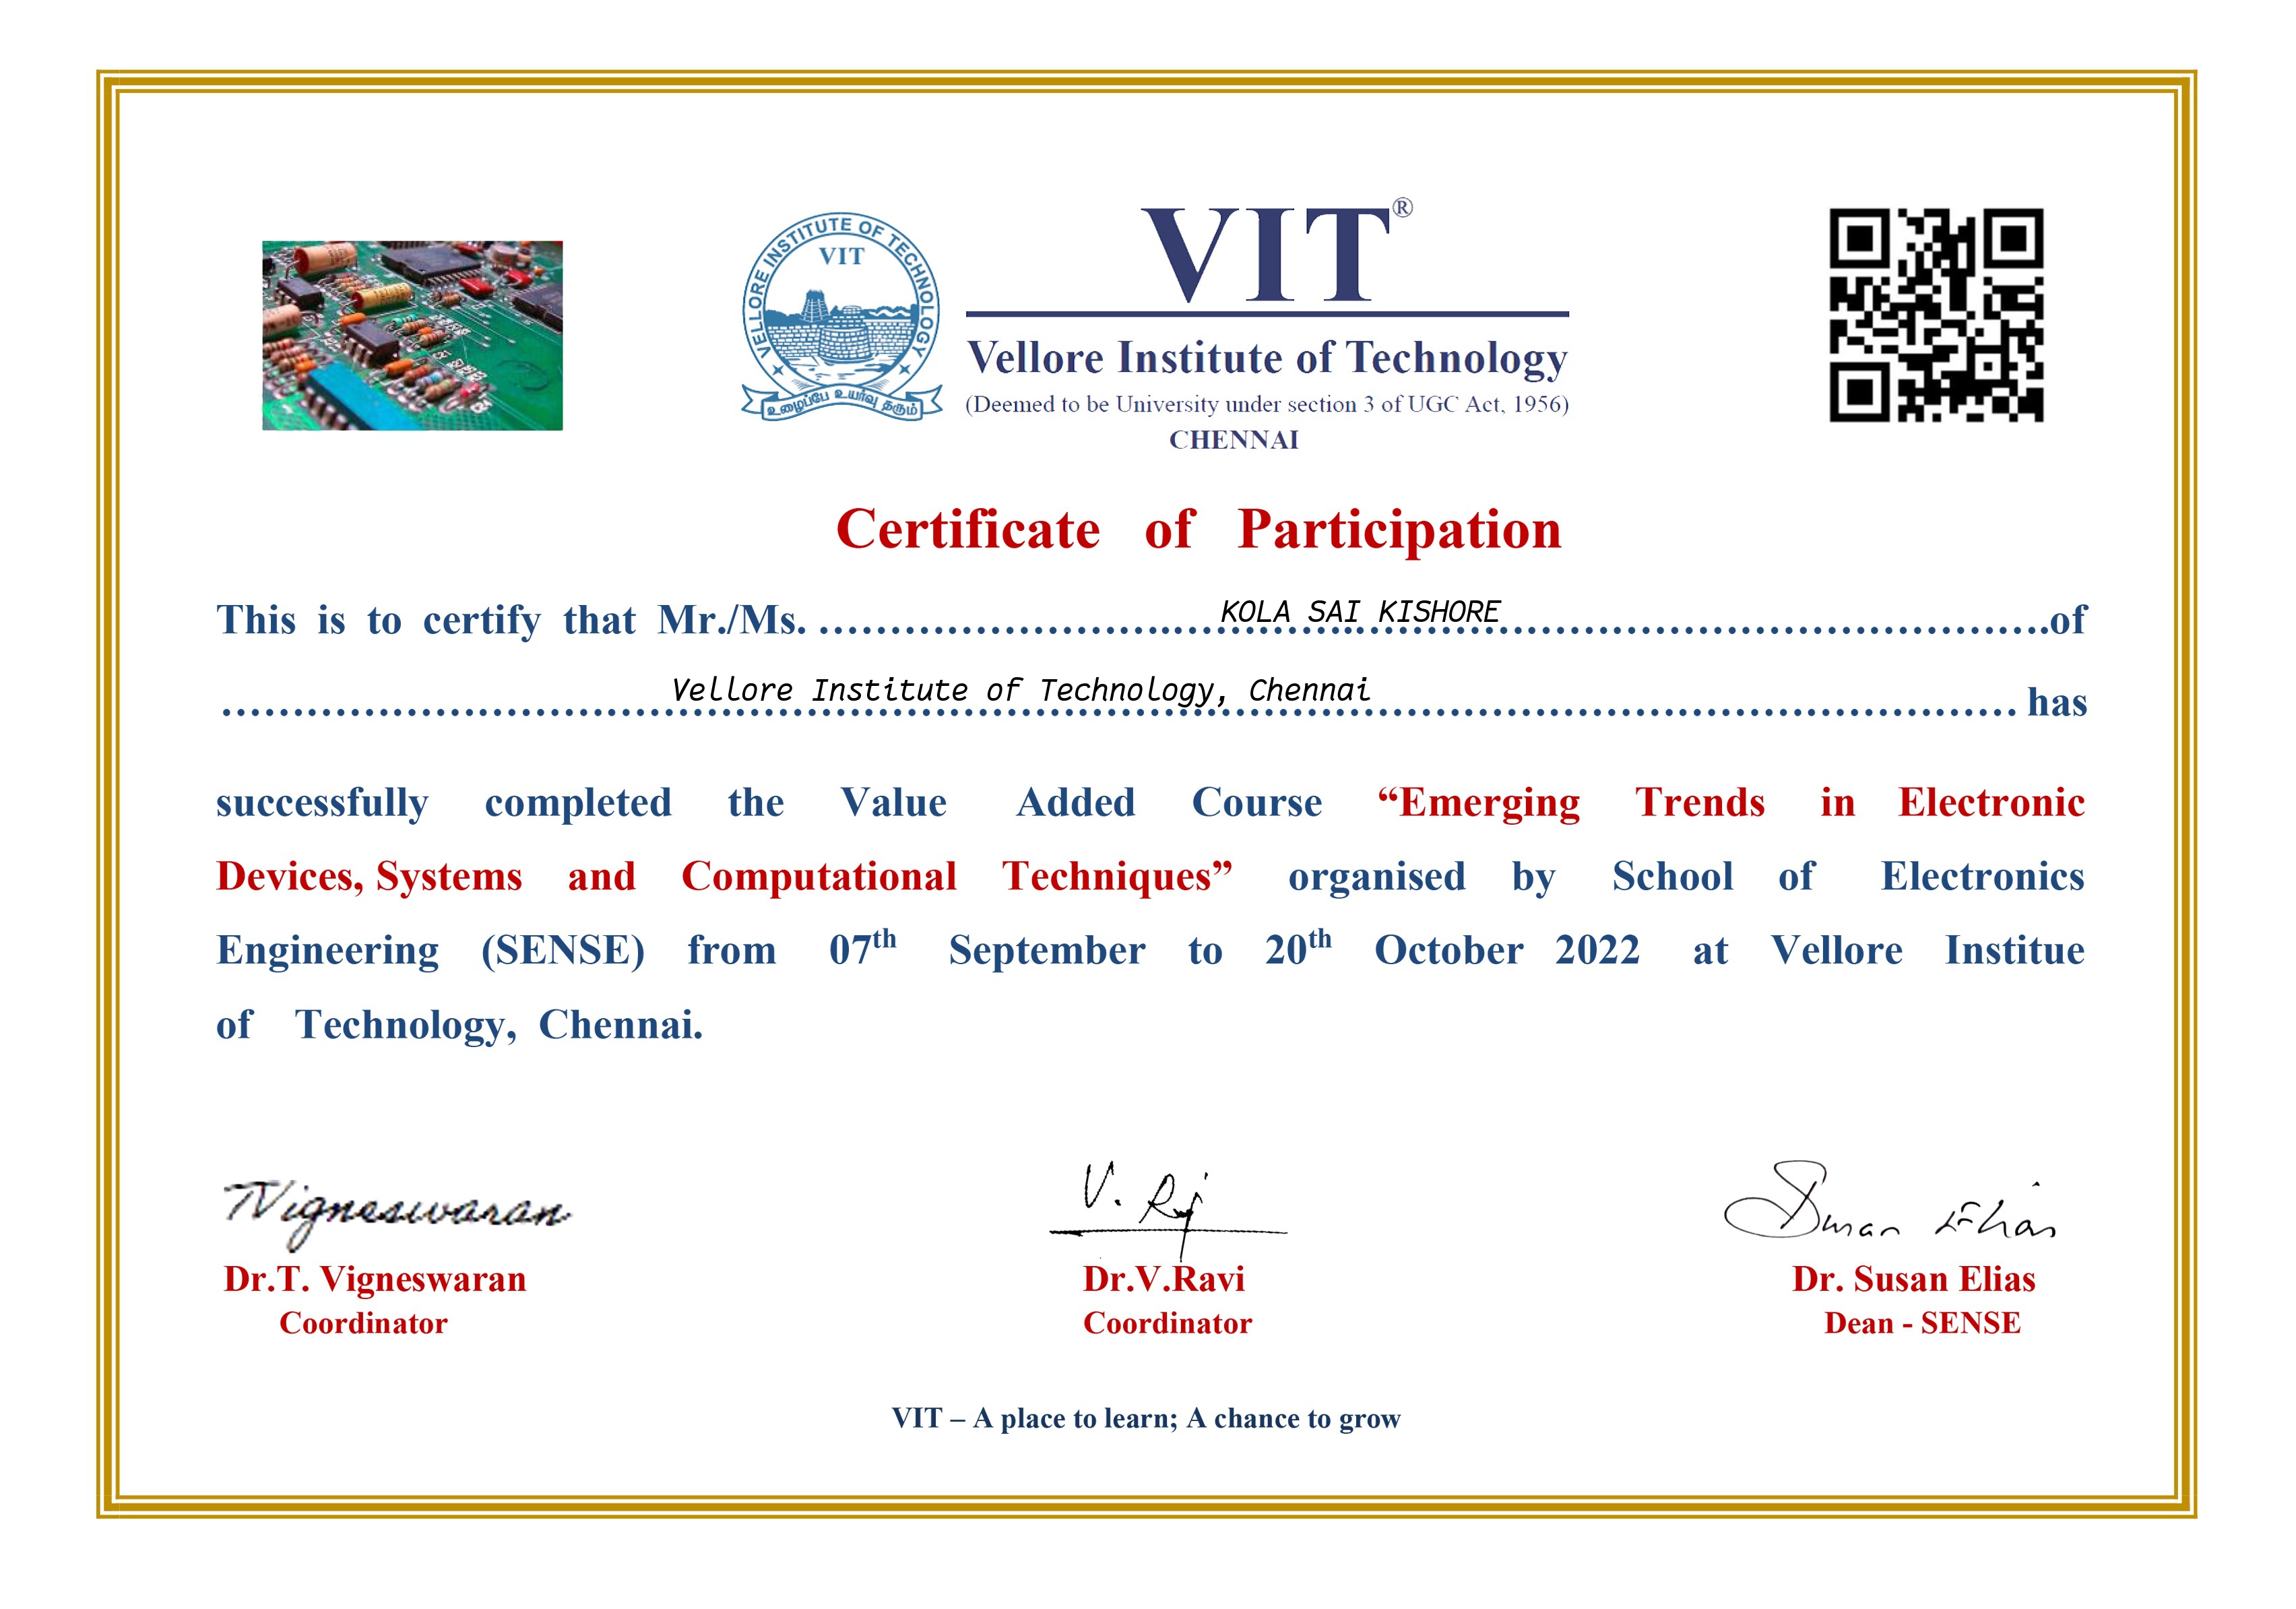 VELLORE INSTITUTE OF TECHNOLOGY
VIT
உழைப்பே உயர்வு தரும்
VIT®
Vellore Institute of Technology
(Deemed to be University under section 3 of UGC Act, 1956)
CHENNAI
Certificate of Participation
This is to certify that Mr./Ms. KOLA SAI KISHORE of
Vellore Institute of Technology, Chennai has
successfully completed the Value Added Course “Emerging Trends in Electronic
Devices, Systems and Computational Techniques” organised by School of Electronics
Engineering (SENSE) from 07th September to 20th October 2022 at Vellore Institue
of Technology, Chennai.
TVigneswaran
V. Ravi
Susan Elias
Dr.T. Vigneswaran
Dr.V.Ravi
Dr. Susan Elias
Coordinator
Coordinator
Dean - SENSE
VIT – A place to learn; A chance to grow